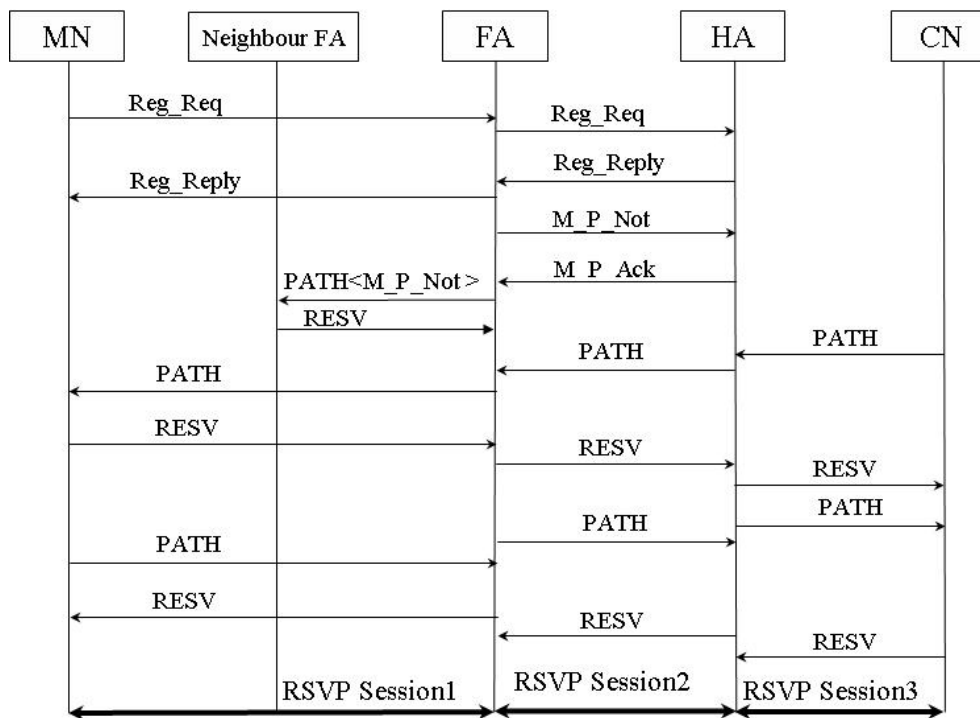 MN
Neighbour FA
FA
HA
CN
Reg_Req
Reg_Req
Reg_Reply
Reg_Reply
M_P_Not
M_P_Ack
PATH<M_P_Not >
RESV
PATH
PATH
PATH
RESV
RESV
RESV
PATH
PATH
PATH
RESV
RESV
RESV
RSVP Session1
RSVP Session2
RSVP Session3